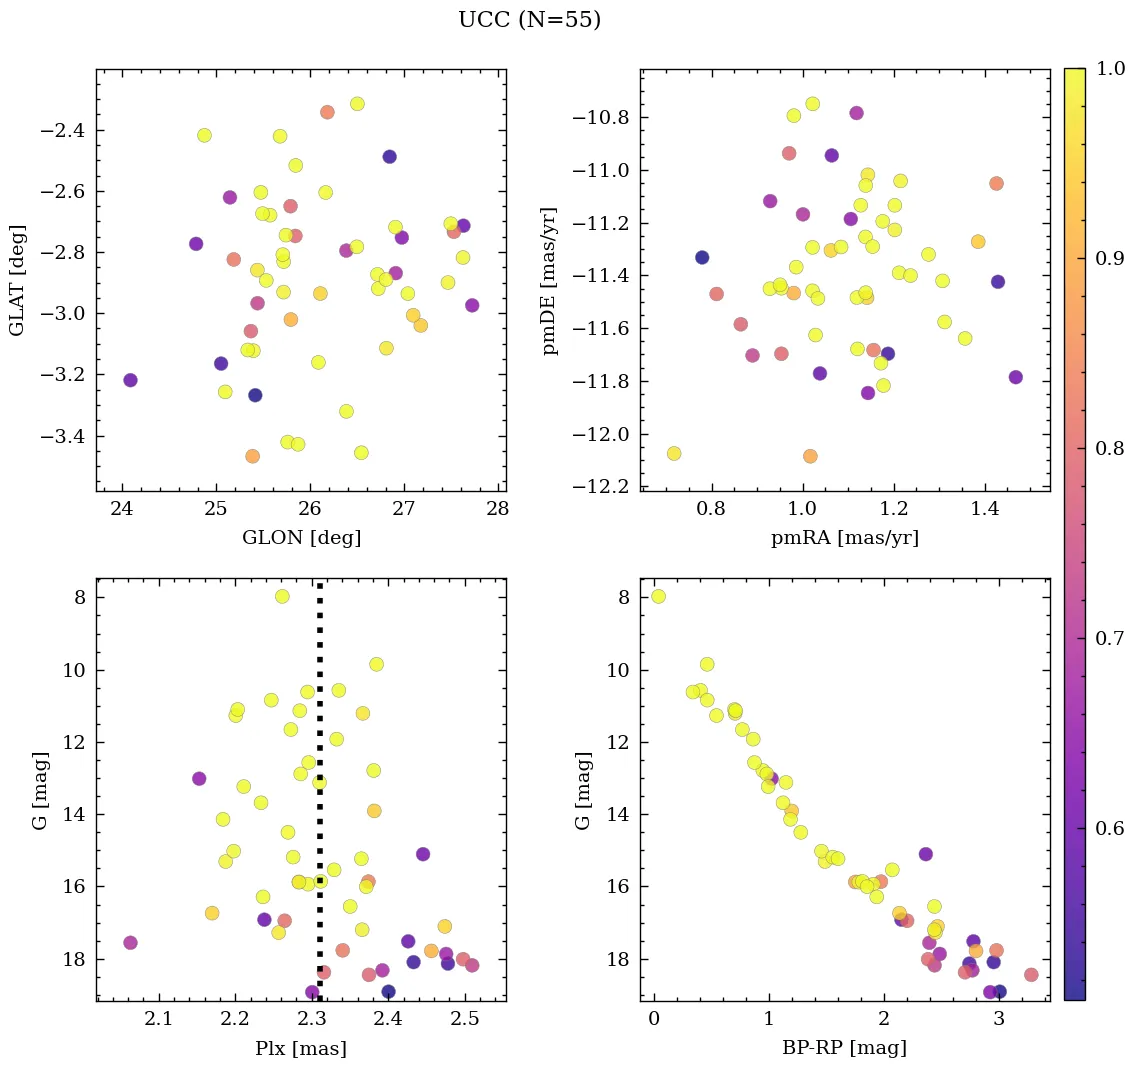 UCC (N=55)
−2.4
−2.6
−2.8
−3.0
−3.2
−3.4
GLAT [deg]
24 25 26 27 28
GLON [deg]
−10.8
−11.0
−11.2
−11.4
−11.6
−11.8
−12.0
−12.2
pmDE [mas/yr]
0.8 1.0 1.2 1.4
pmRA [mas/yr]
8
10
12
14
16
18
G [mag]
2.1 2.2 2.3 2.4 2.5
Plx [mas]
8
10
12
14
16
18
G [mag]
0 1 2 3
BP-RP [mag]
1.0
0.9
0.8
0.7
0.6